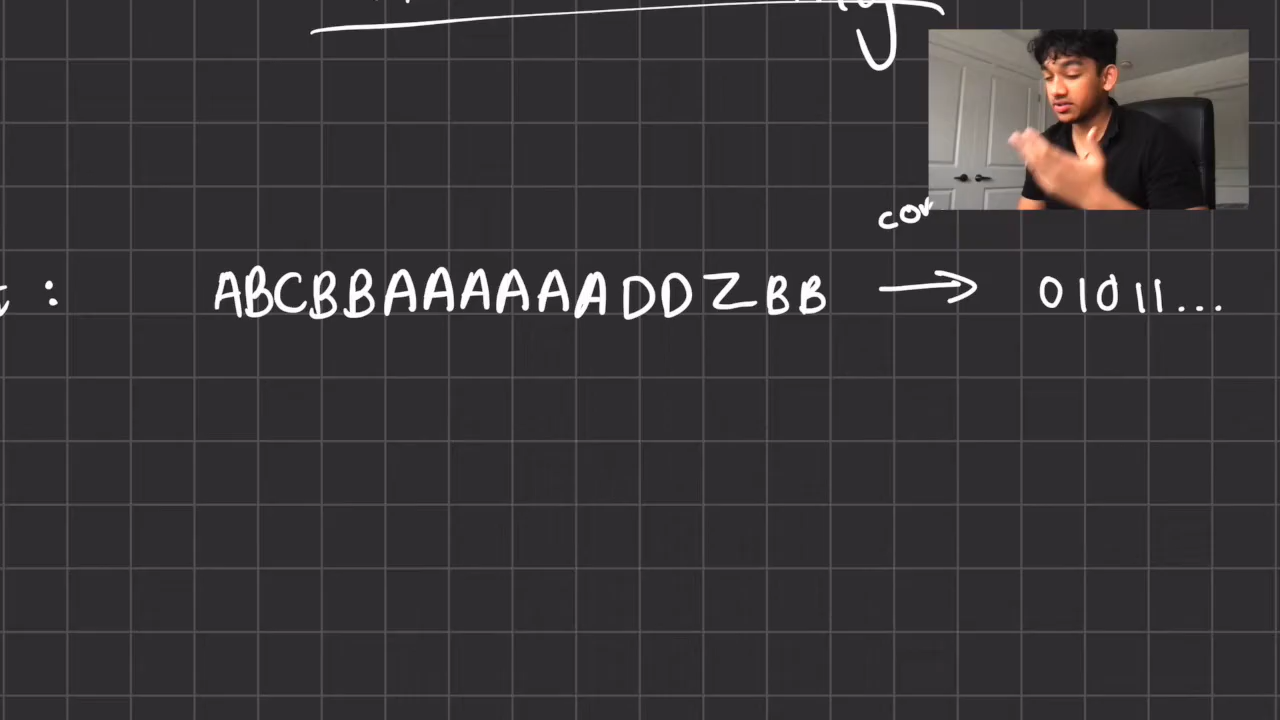 : ABCBBAAAAAADDZBB → 01011...